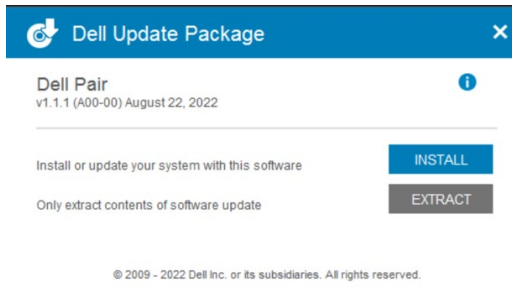 Dell Update Package
Dell Pair
v1.1.1 (A00-00) August 22, 2022
Install or update your system with this software
INSTALL
Only extract contents of software update
EXTRACT
© 2009 - 2022 Dell Inc. or its subsidiaries. All rights reserved.